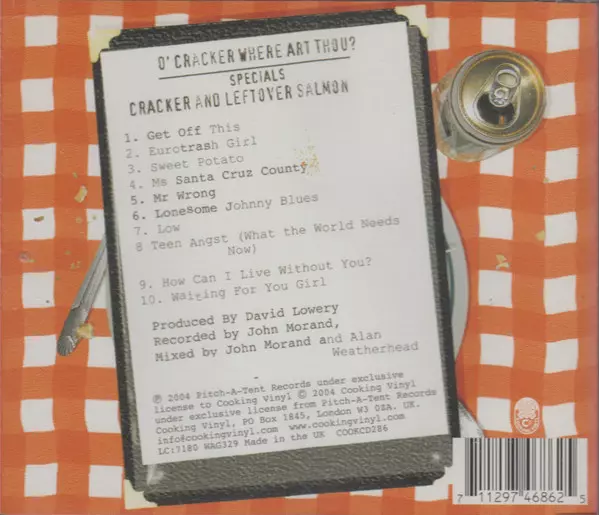 O'CRACKER WHERE ART THOU?
SPECIALS
CRACKER AND LEFTOVER SALMON
1. Get Off This
2. Eurotrash Girl
3. Sweet Potato
4. Ms Santa Cruz County
5. Mr Wrong
6. Lonesome Johnny Blues
7. Low
8 Teen Angst (What the World Needs
Now)
9. How Can I Live Without You?
10. Waiting For You Girl
Produced By David Lowery
Recorded by John Morand,
Mixed by John Morand and Alan
Weatherhead
℗ 2004 Pitch-A-Tent Records under exclusive
license to Cooking Vinyl © 2004 Cooking Vinyl
under exclusive license from Pitch-A-Tent Records
Cooking Vinyl, PO Box 1845, London W3 0ZA. UK.
info@cookingvinyl.com www.cookingvinyl.com
LC:7180 WAG329 Made in the UK COOKCD286
7 11297 46862 5